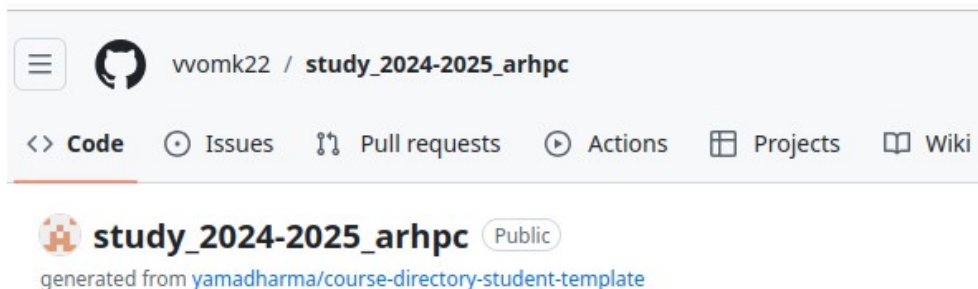 vvomk22 / study_2024-2025_arhpc
Code Issues Pull requests Actions Projects Wiki
study_2024-2025_arhpc Public
generated from yamadharma/course-directory-student-template